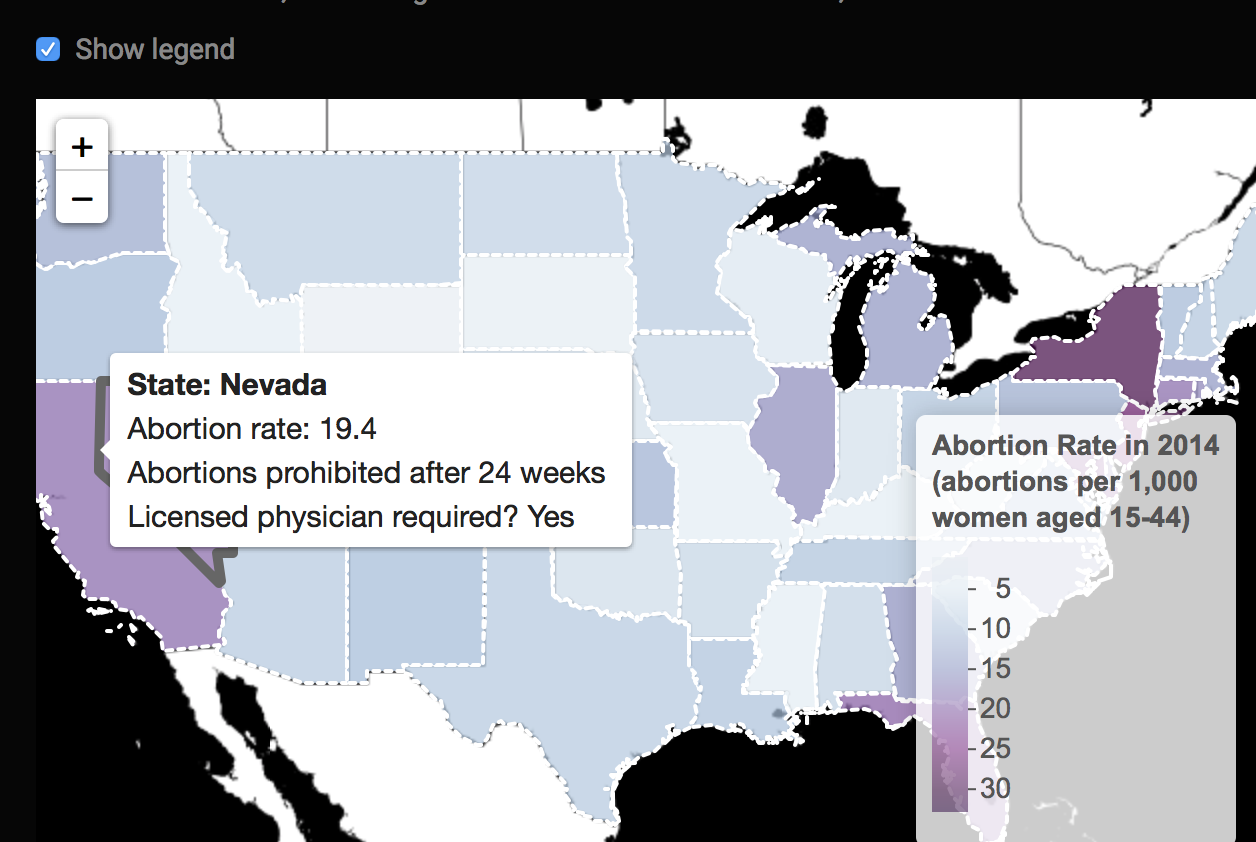 Show legend
+
−
State: Nevada
Abortion rate: 19.4
Abortions prohibited after 24 weeks
Licensed physician required? Yes
Abortion Rate in 2014
(abortions per 1,000
women aged 15-44)
5
10
15
20
25
30